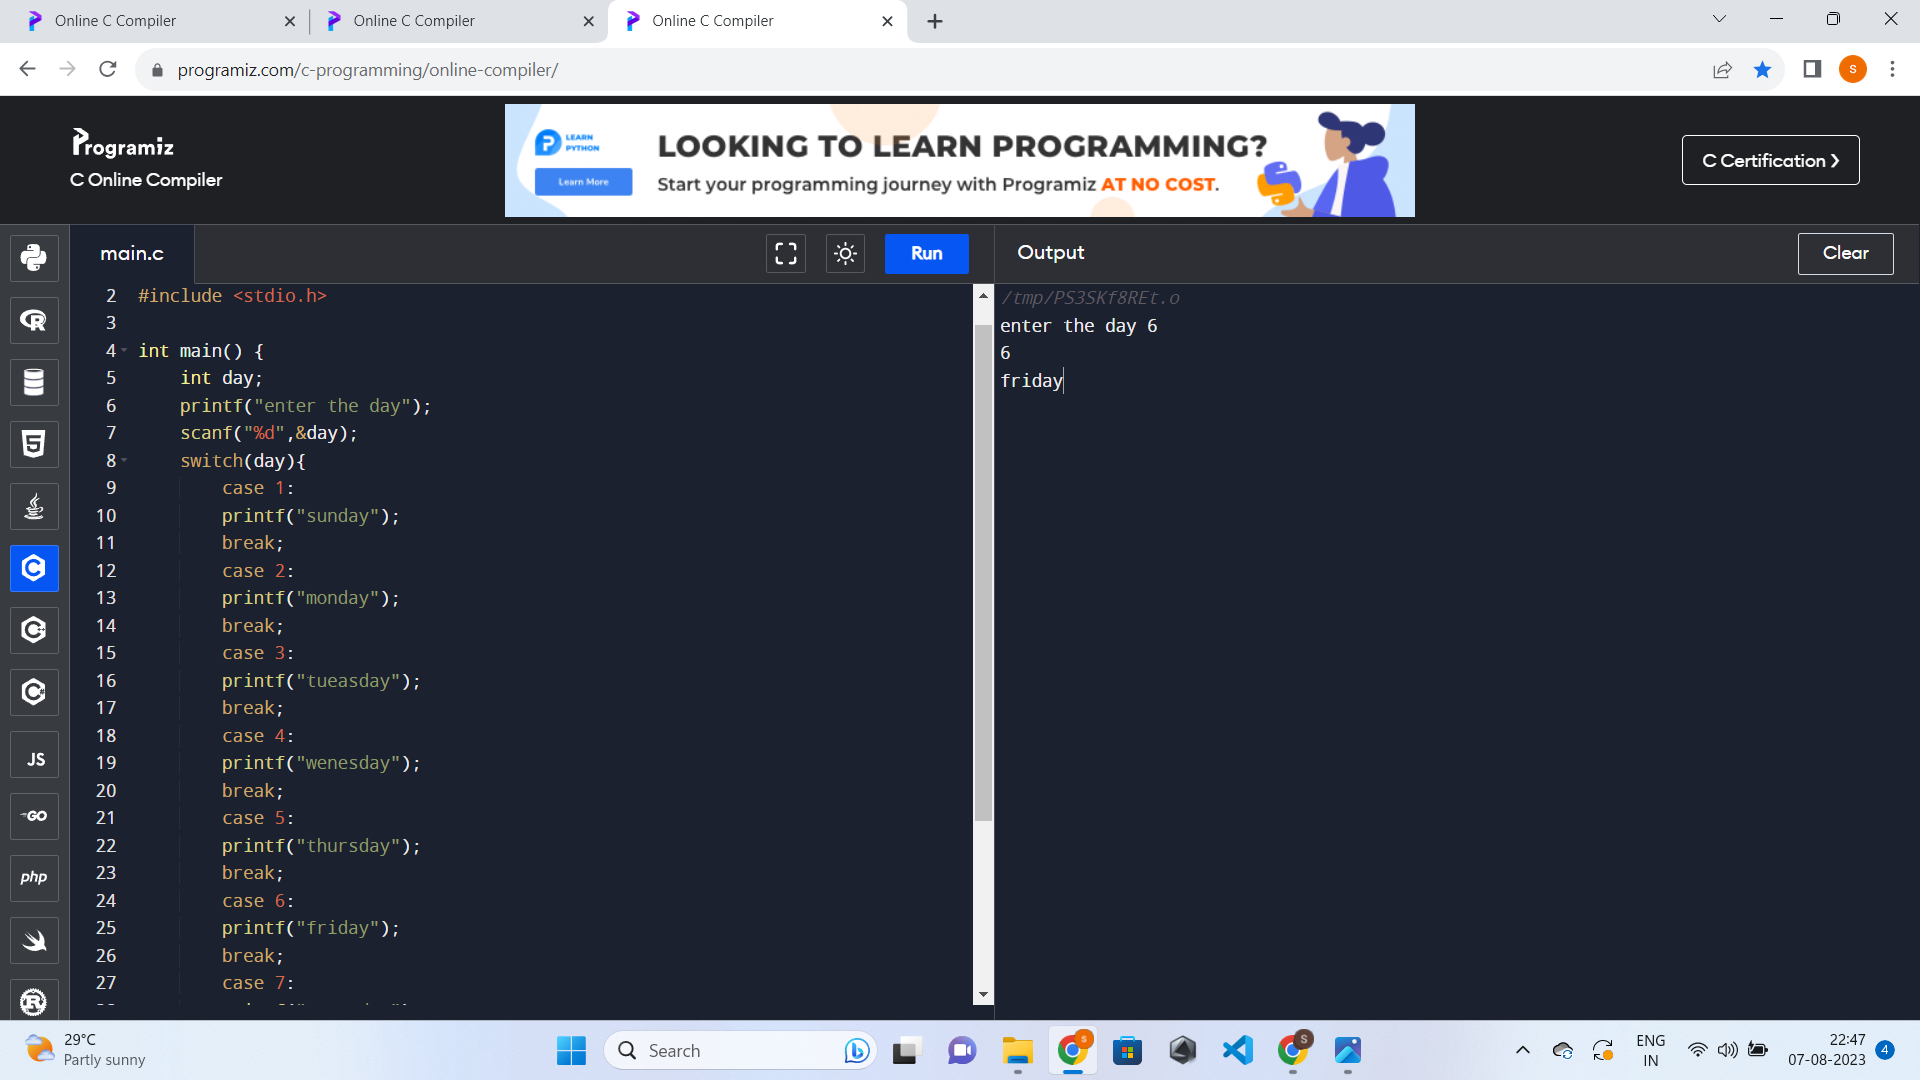 Online C Compiler
Online C Compiler
Online C Compiler
programiz.com/c-programming/online-compiler/
S
Programiz
C Online Compiler
LEARN
PYTHON
Learn More
LOOKING TO LEARN PROGRAMMING?
Start your programming journey with Programiz AT NO COST.
C Certification ❯
main.c
Run
Output
Clear
2 #include <stdio.h>
3
4 int main() {
5 int day;
6 printf("enter the day");
7 scanf("%d",&day);
8 switch(day){
9 case 1:
10 printf("sunday");
11 break;
12 case 2:
13 printf("monday");
14 break;
15 case 3:
16 printf("tueasday");
17 break;
18 case 4:
19 printf("wenesday");
20 break;
21 case 5:
22 printf("thursday");
23 break;
24 case 6:
25 printf("friday");
26 break;
27 case 7:
/tmp/PS3SKf8REt.o
enter the day 6
6
friday
R
5
C
C
C
JS
GO
php
R
29°C
Partly sunny
Search
ENG
IN
22:47
07-08-2023
4